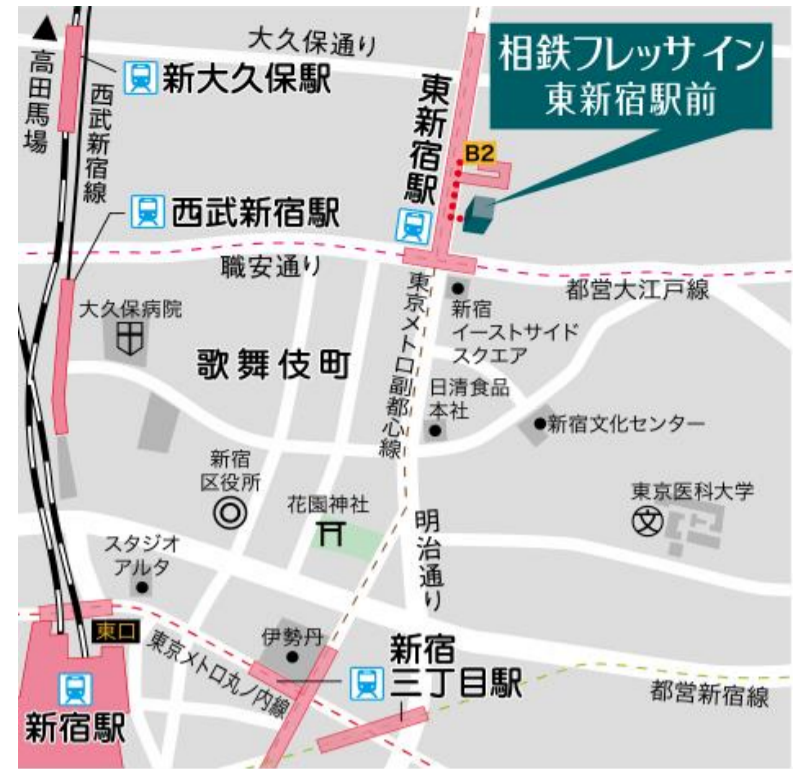 大久保通り
相鉄フレッサイン
東新宿駅前
高田馬場
新大久保駅
西武新宿線
東新宿駅
B2
西武新宿駅
職安通り
都営大江戸線
大久保病院
新宿
イーストサイド
スクエア
東京メトロ副都心線
歌舞伎町
日清食品
本社
新宿文化センター
新宿
区役所
花園神社
東京医科大学
文
明治通り
スタジオ
アルタ
東口
東京メトロ丸ノ内線
伊勢丹
新宿
三丁目駅
都営新宿線
新宿駅